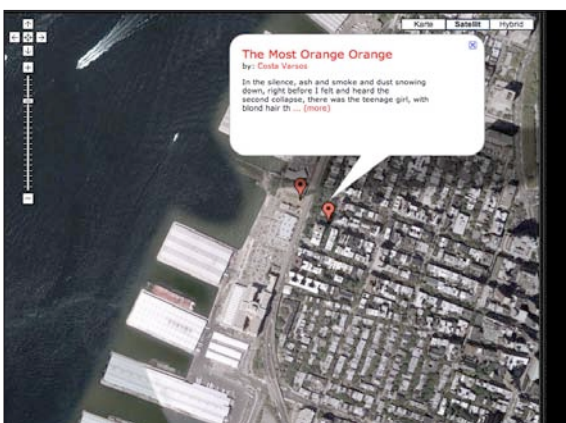 Karte Satellit Hybrid
The Most Orange Orange
by: Costa Varsos
In the silence, ash and smoke and dust snowing
down, right before I felt and heard the
second collapse, there was the teenage girl, with
blond hair th ... (more)